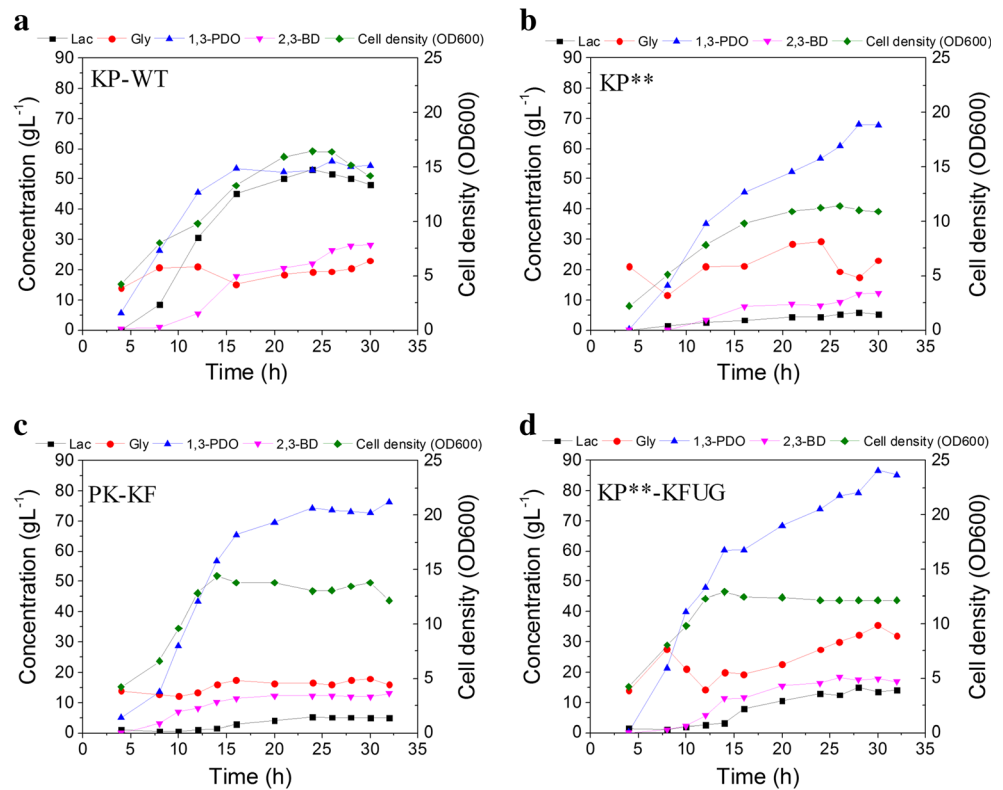 a
Lac Gly 1,3-PDO 2,3-BD Cell density (OD600)
KP-WT
Concentration (gL-1)
90
80
70
60
50
40
30
20
10
0
25
20
15
10
5
0
Cell density (OD600)
0 5 10 15 20 25 30 35
Time (h)
b
Lac Gly 1,3-PDO 2,3-BD Cell density (OD600)
KP**
Concentration (gL-1)
90
80
70
60
50
40
30
20
10
0
25
20
15
10
5
0
Cell density (OD600)
0 5 10 15 20 25 30 35
Time (h)
c
Lac Gly 1,3-PDO 2,3-BD Cell density (OD600)
PK-KF
Concentration (gL-1)
90
80
70
60
50
40
30
20
10
0
25
20
15
10
5
0
Cell density (OD600)
0 5 10 15 20 25 30 35
Time (h)
d
Lac Gly 1,3-PDO 2,3-BD Cell density (OD600)
KP**-KFUG
Concentration (gL-1)
90
80
70
60
50
40
30
20
10
0
25
20
15
10
5
0
Cell density (OD600)
0 5 10 15 20 25 30 35
Time (h)